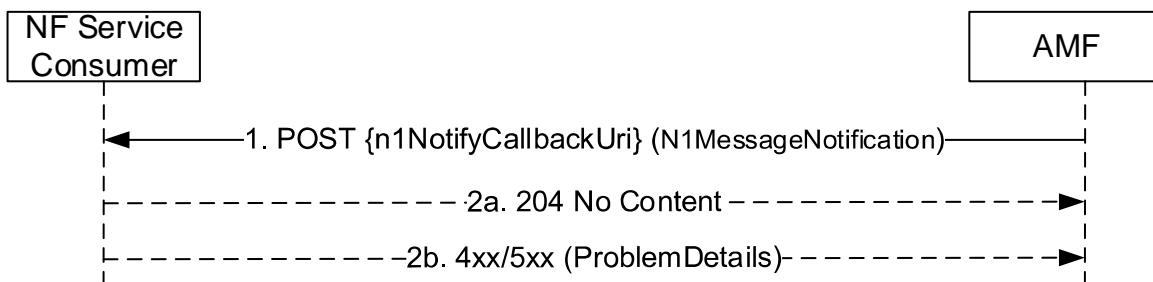 NF Service
Consumer
AMF
1. POST {n1NotifyCallbackUri} (N1MessageNotification)
2a. 204 No Content
2b. 4xx/5xx (ProblemDetails)